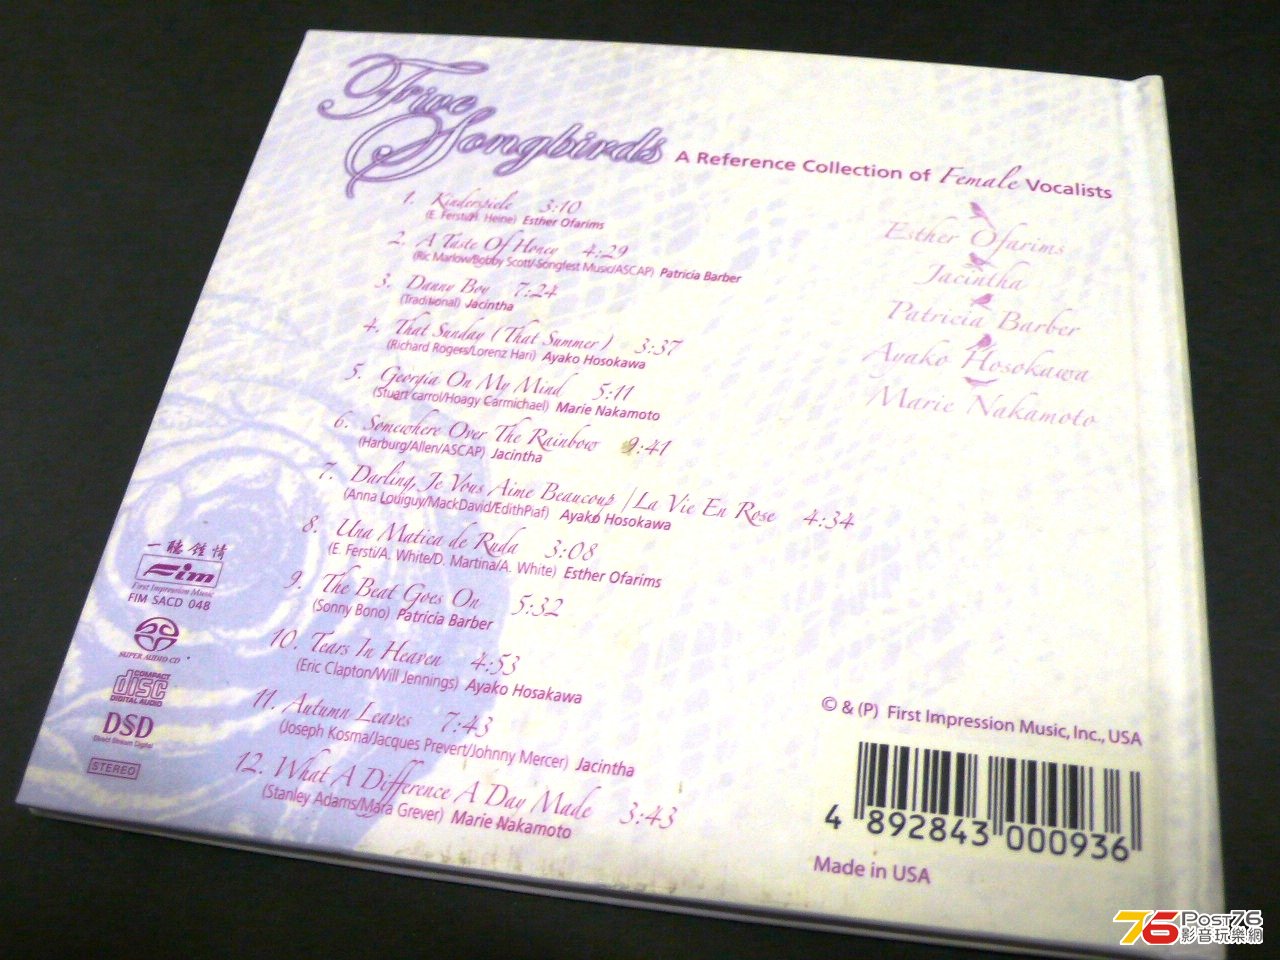 Five
Songbirds A Reference Collection of Female Vocalists
1. Kinderspiele 3:10
(E. Ferstl/H. Heine) Esther Ofarims
2. A Taste Of Honey 4:29
(Ric Marlow/Bobby Scott/-Songfest Music/ASCAP) Patricia Barber
3. Danny Boy 7:24
(Traditional) Jacintha
4. That Sunday (That Summer) 3:37
(Richard Rogers/Lorenz Hari) Ayako Hosokawa
5. Georgia On My Mind 5:11
(Stuart carrol/Hoagy Carmichael) Marie Nakamoto
6. Somewhere Over The Rainbow 9:41
(Harburg/Allen/ASCAP) Jacintha
7. Darling, Je Vous Aime Beaucoup / La Vie En Rose 4:34
(Anna Louiguy/MackDavid/EdithPiaf) Ayako Hosokawa
8. Una Matica de Ruda 3:08
(E. Fersti/A. White/D. Martina/A. White) Esther Ofarims
9. The Beat Goes On 5:32
(Sonny Bono) Patricia Barber
10. Tears In Heaven 4:53
(Eric Clapton/Will Jennings) Ayako Hosakawa
11. Autumn Leaves 7:43
(Joseph Kosma/Jacques Prevert/Johnny Mercer) Jacintha
12. What A Difference A Day Made 3:43
(Stanley Adams/Mara Grever) Marie Nakamoto
Esther Ofarims
Jacintha
Patricia Barber
Ayako Hosokawa
Marie Nakamoto
一聽鍾情
Fim
First Impression Music
FIM SACD 048
SUPER AUDIO CD
COMPACT
disc
DIGITAL AUDIO
DSD
Direct Stream Digital
STEREO
© & (P) First Impression Music, Inc., USA
4 892843 000936
Made in USA
76 Post76
影音玩樂網